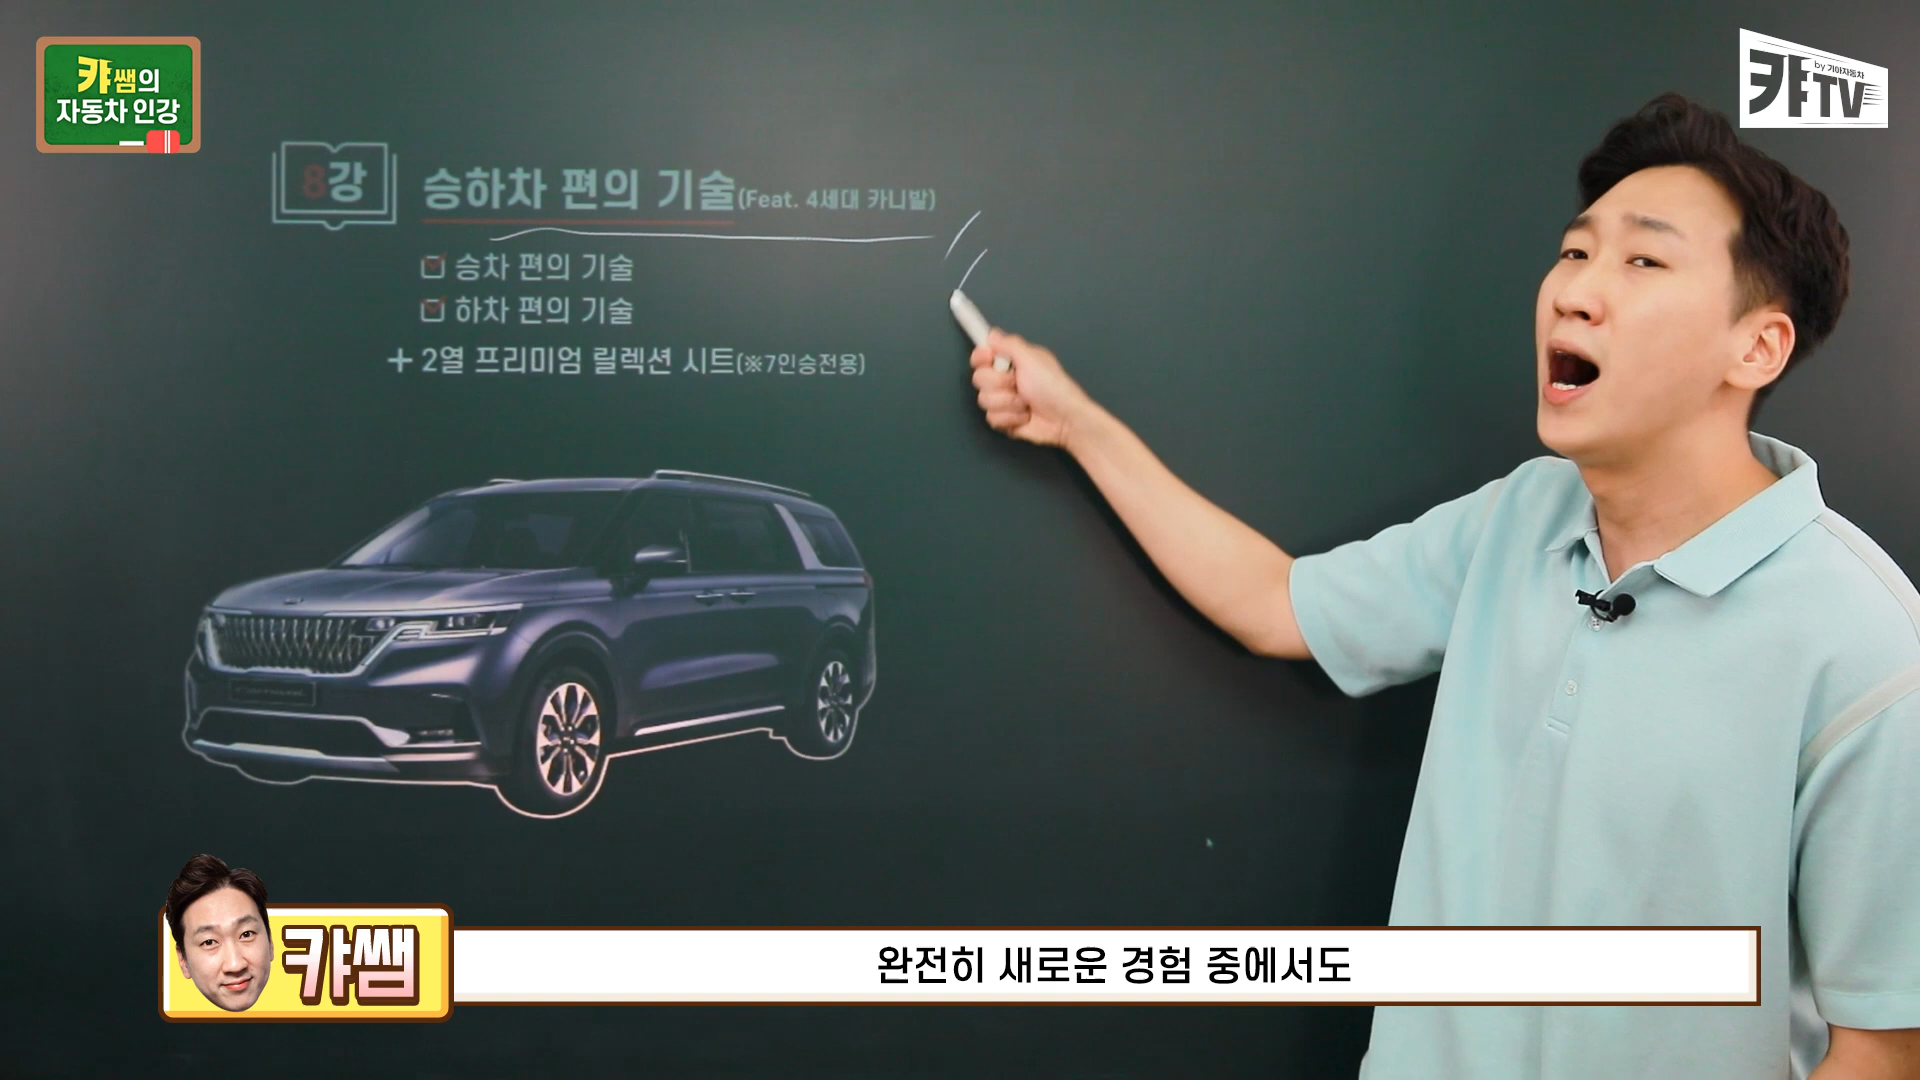 캬쌤의
자동차 인강
by 기아자동차
캬TV
8강
승하차 편의 기술(Feat. 4세대 카니발)
승차 편의 기술
하차 편의 기술
+ 2열 프리미엄 릴렉션 시트(※7인승전용)
캬쌤
완전히 새로운 경험 중에서도